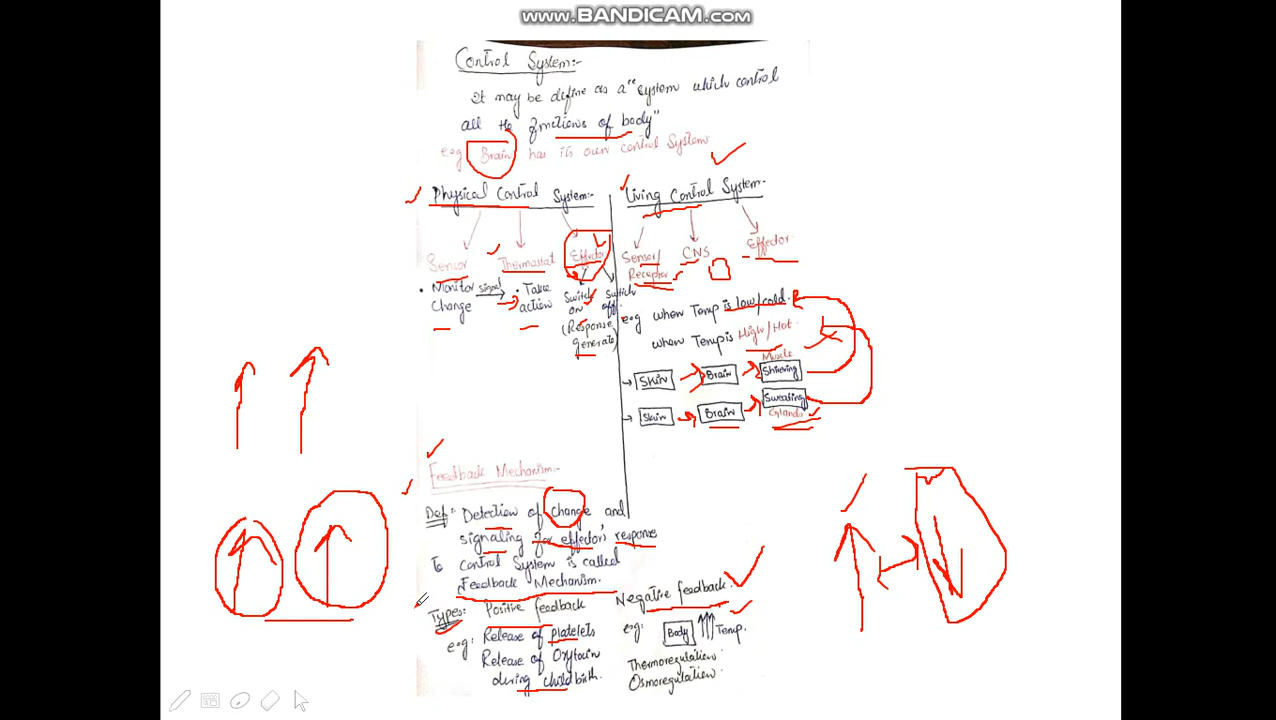 www.BANDICAM.com
Control System:-
It may be define as a "System which control
all the functions of body"
e.g Brain has its own control System
Physical Control System:-
Sensor Thermostat Effector
• Monitor Signal • Take Switch Switch
Change action on off
(Response
generate)
Living Control System-
Sensor/ CNS Effector
Receptor
e.g when Temp is low/cold.
when Temp is High/Hot
Muscle
Skin Brain Shivering
Skin Brain Sweating
Glands
Feedback Mechanism:-
Def: Detection of change and
signaling for effector's response
To control System is called
Feedback Mechanism.
Types: Positive feedback
e.g: Release of platelets
Release of Oxytocin
during child birth.
Negative feedback.
e.g: Body Temp.
Thermoregulation
Osmoregulation